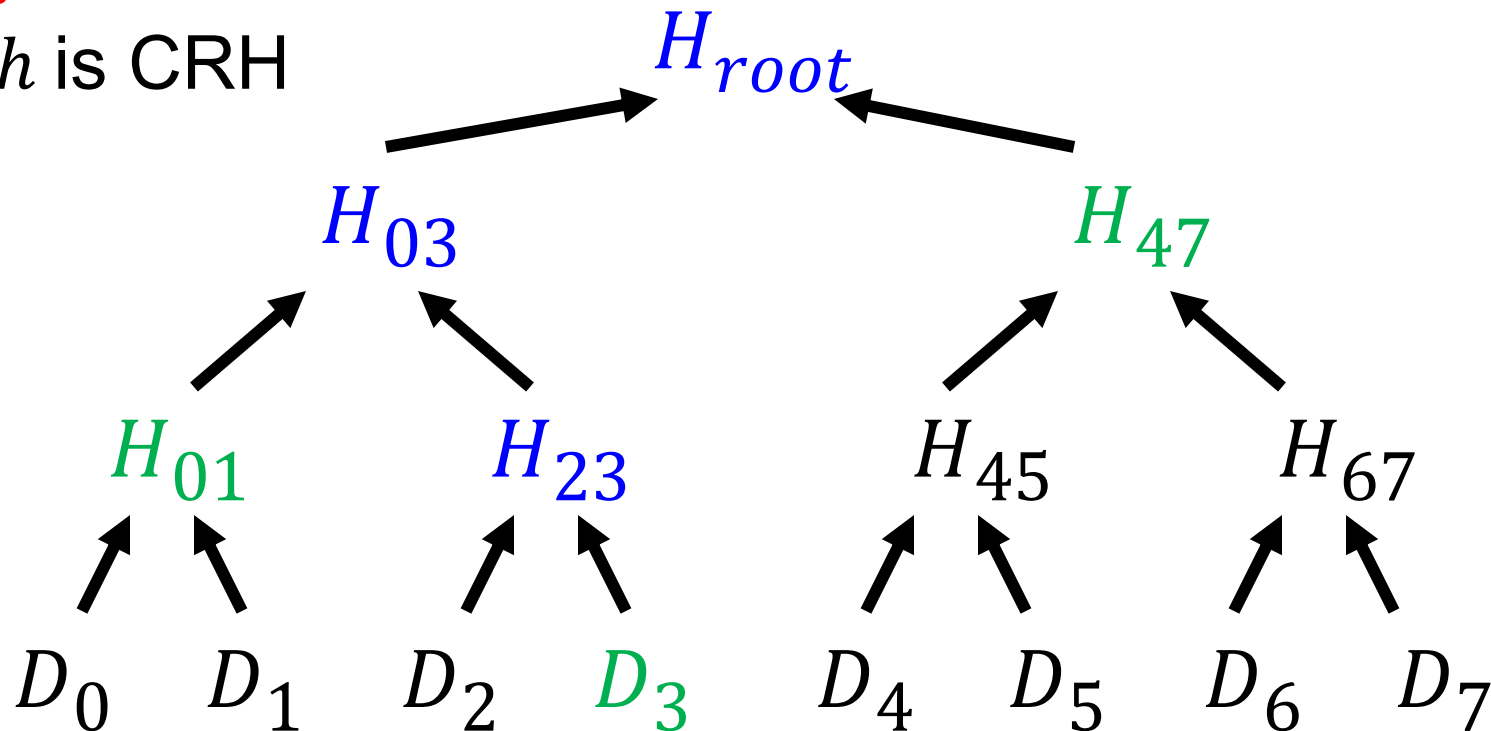 H_root
h is CRH
H_03 H_47
H_01 H_23 H_45 H_67
D_0 D_1 D_2 D_3 D_4 D_5 D_6 D_7